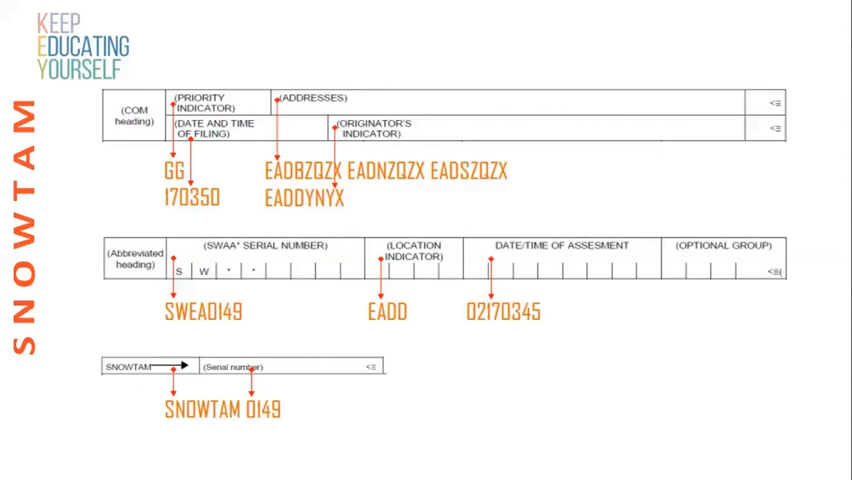 KEEP
EDUCATING
YOURSELF
SNOWTAM
(COM heading)
(PRIORITY INDICATOR)
(ADDRESSES)
<≡
(DATE AND TIME OF FILING)
(ORIGINATOR'S INDICATOR)
<≡
GG
EADBZQZX EADNZQZX EADSZQZX
170350
EADDYNYX
(Abbreviated heading)
(SWAA* SERIAL NUMBER)
(LOCATION INDICATOR)
DATE/TIME OF ASSESMENT
(OPTIONAL GROUP)
S W * *
<≡(
SWEA0149
EADD
02170345
SNOWTAM
(Serial number)
<≡
SNOWTAM 0149